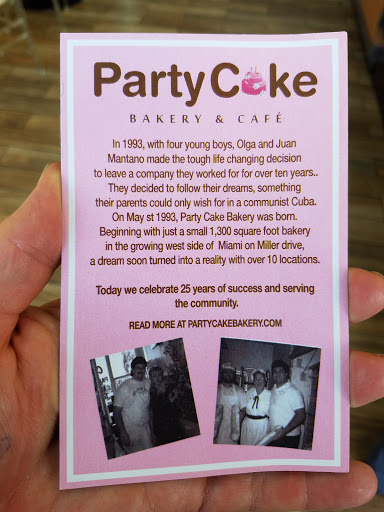 Party Cake
BAKERY & CAFÉ
In 1993, with four young boys, Olga and Juan
Mantano made the tough life changing decision
to leave a company they worked for for over ten years..
They decided to follow their dreams, something
their parents could only wish for in a communist Cuba.
On May st 1993, Party Cake Bakery was born.
Beginning with just a small 1,300 square foot bakery
in the growing west side of Miami on Miller drive,
a dream soon turned into a reality with over 10 locations.
Today we celebrate 25 years of success and serving
the community.
READ MORE AT PARTYCAKEBAKERY.COM